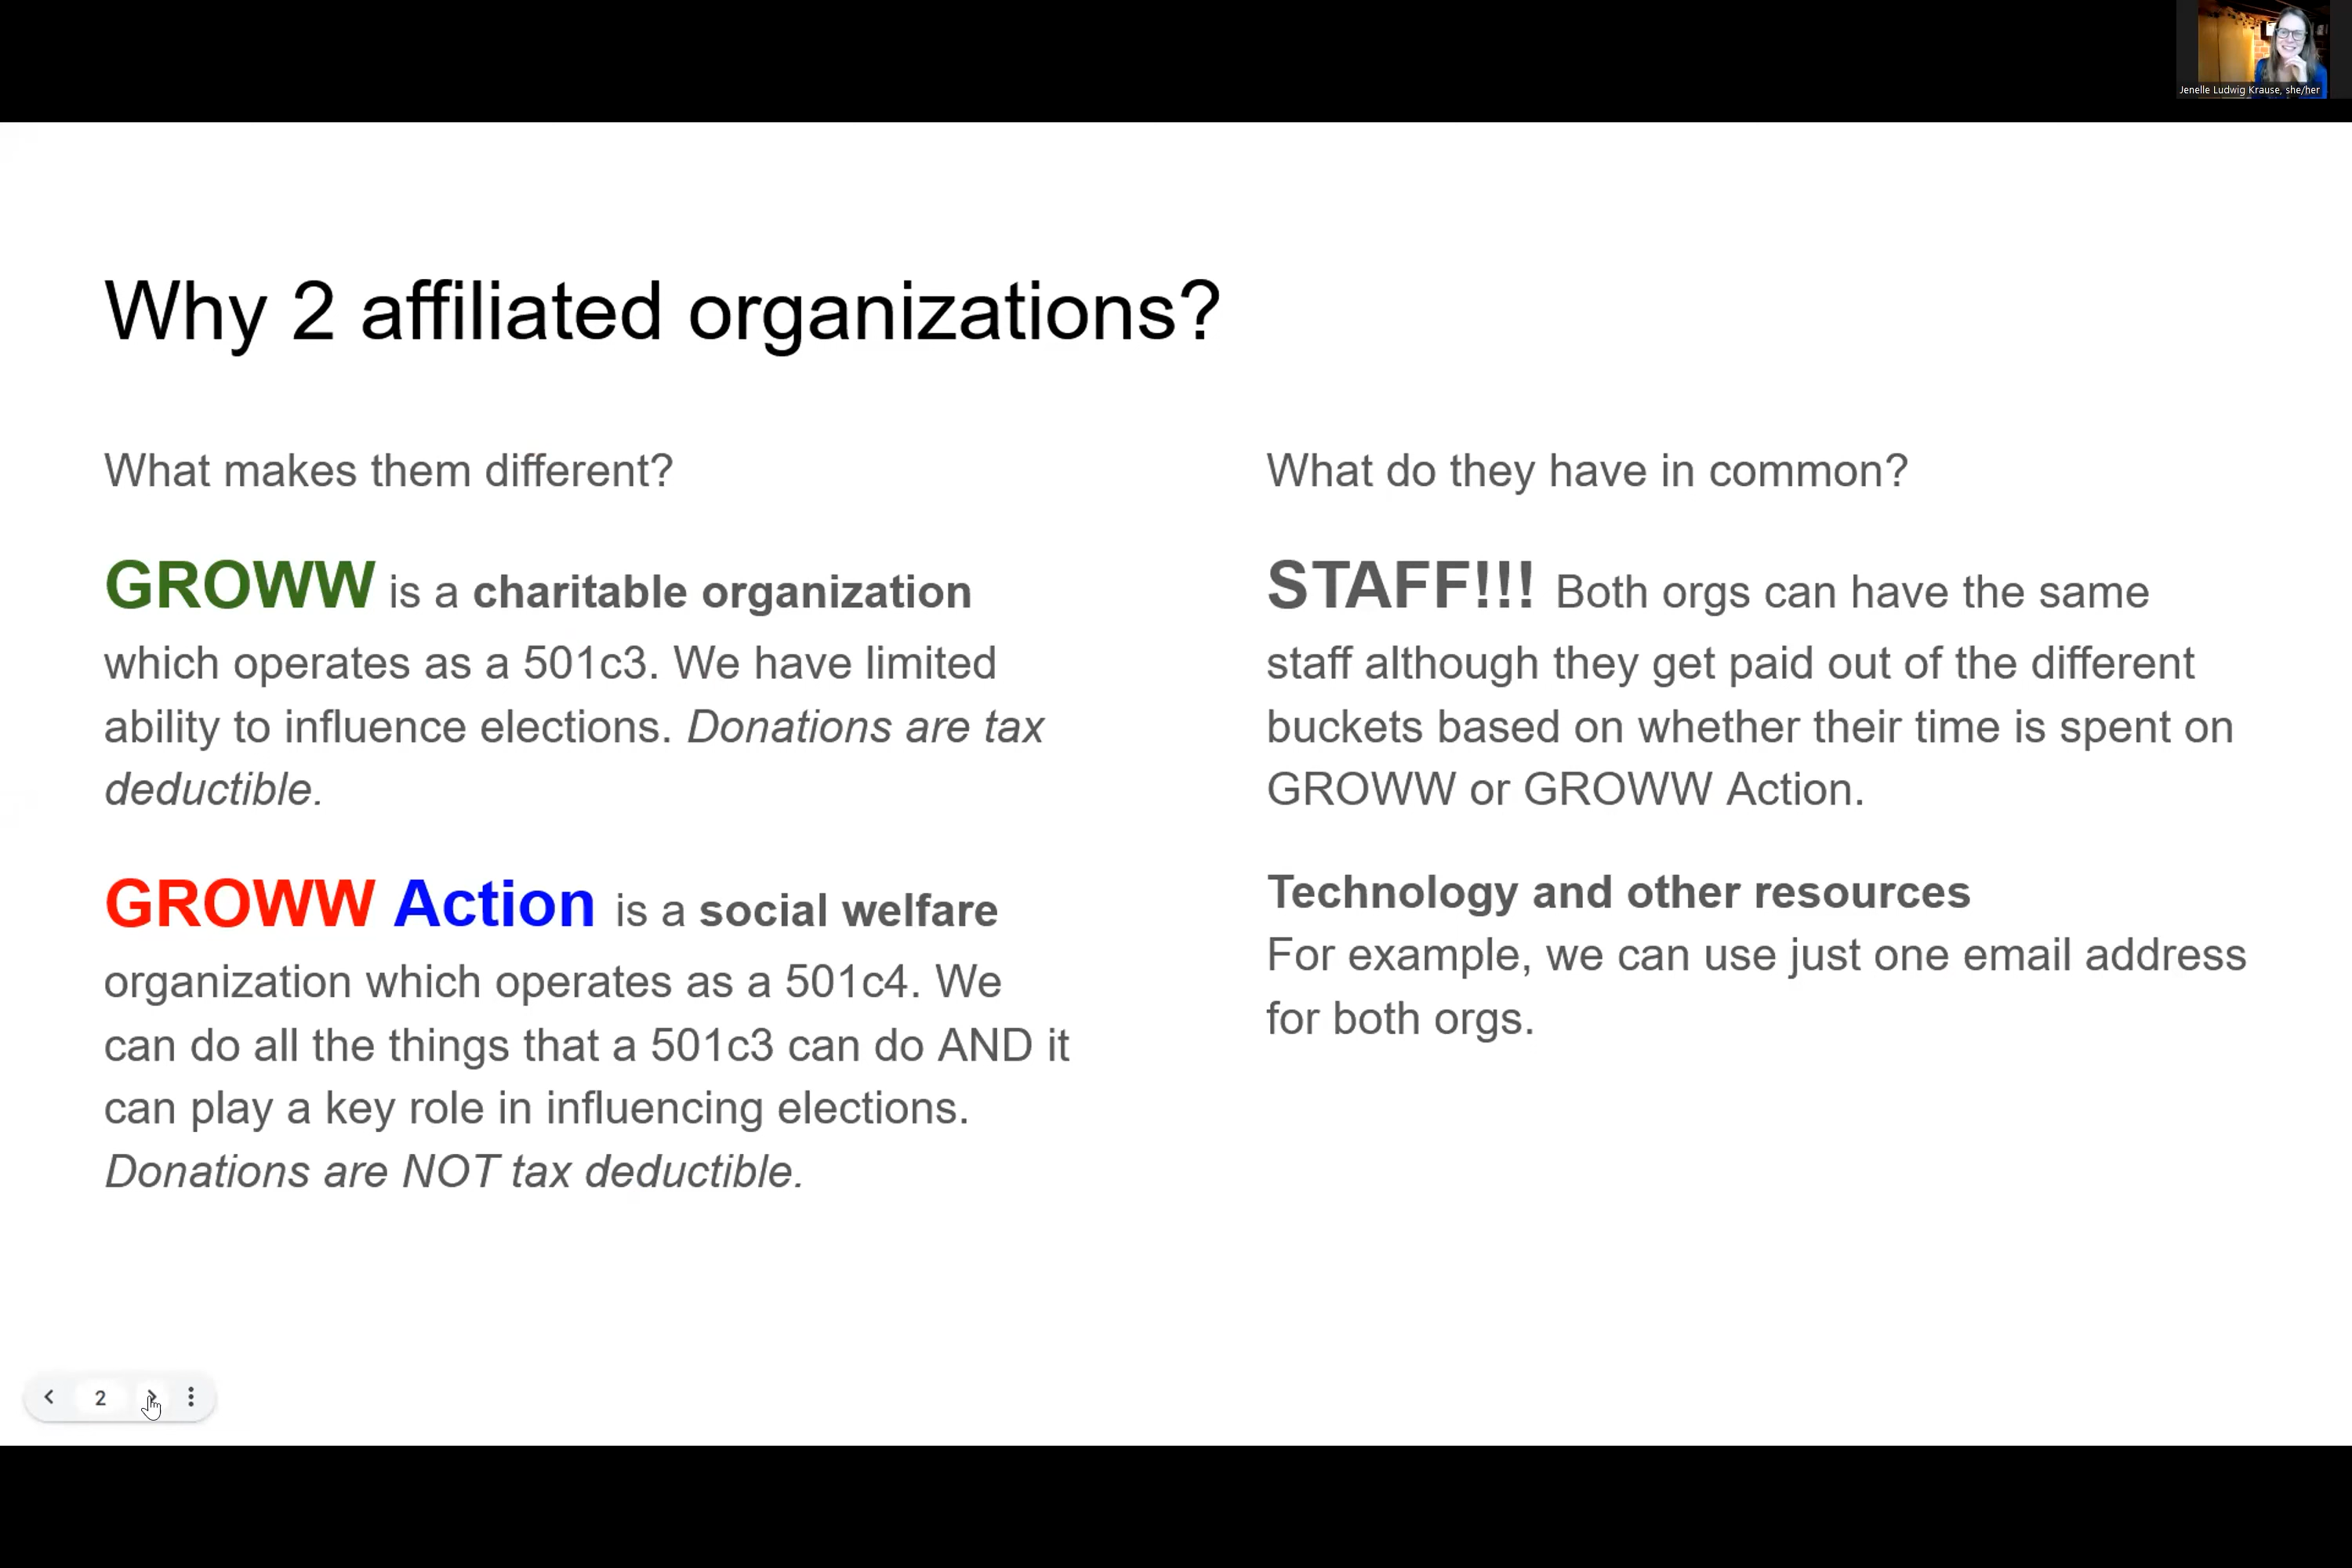 Jenelle Ludwig Krause, she/her
Why 2 affiliated organizations?
What makes them different?
GROWW is a charitable organization
which operates as a 501c3. We have limited
ability to influence elections. Donations are tax
deductible.
GROWW Action is a social welfare
organization which operates as a 501c4. We
can do all the things that a 501c3 can do AND it
can play a key role in influencing elections.
Donations are NOT tax deductible.
What do they have in common?
STAFF!!! Both orgs can have the same
staff although they get paid out of the different
buckets based on whether their time is spent on
GROWW or GROWW Action.
Technology and other resources
For example, we can use just one email address
for both orgs.
2